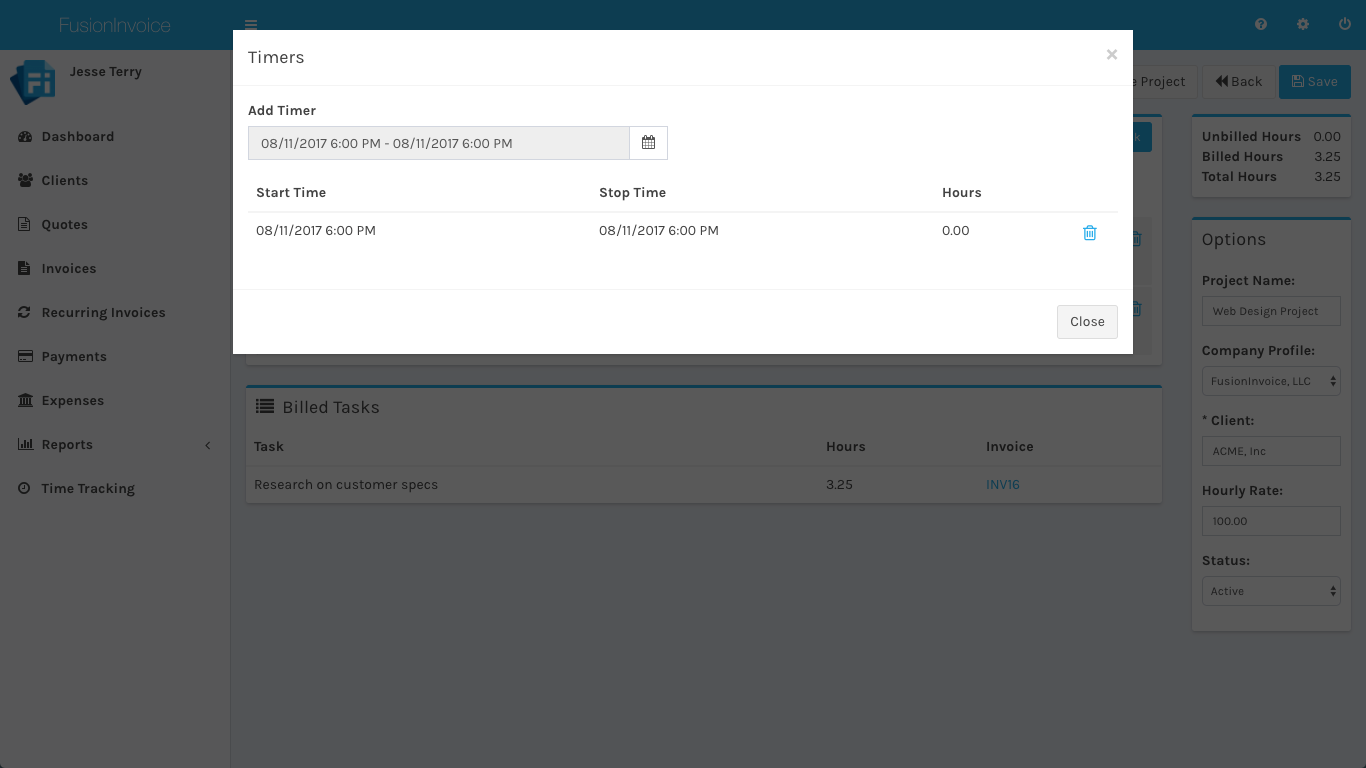 FusionInvoice
Jesse Terry
Dashboard
Clients
Quotes
Invoices
Recurring Invoices
Payments
Expenses
Reports
Time Tracking
Timers
×
Add Timer
08/11/2017 6:00 PM - 08/11/2017 6:00 PM
Start Time Stop Time Hours
08/11/2017 6:00 PM 08/11/2017 6:00 PM 0.00
Close
Project Back Save
Billed Tasks
Task Hours Invoice
Research on customer specs 3.25 INV16
Unbilled Hours 0.00
Billed Hours 3.25
Total Hours 3.25
Options
Project Name:
Web Design Project
Company Profile:
FusionInvoice, LLC
* Client:
ACME, Inc
Hourly Rate:
100.00
Status:
Active